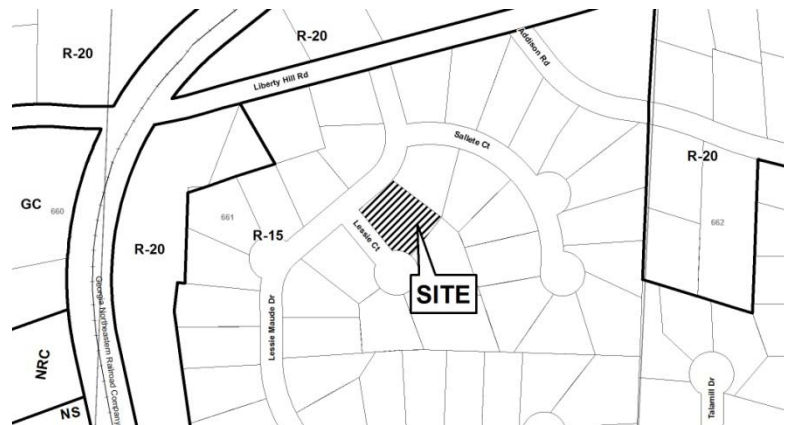 R-20
R-20
Addison Rd
Liberty Hill Rd
Sallete Ct
R-20
GC
660
661
R-15
R-20
Lessie Ct
662
SITE
Georgia Northeastern Railroad Company
Lessie Maude Dr
NRC
NS
Talamill Dr